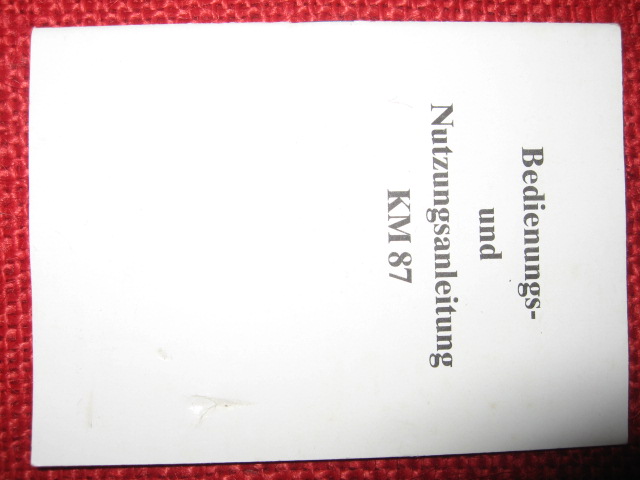 Bedienungs-
und
Nutzungsanleitung
KM 87